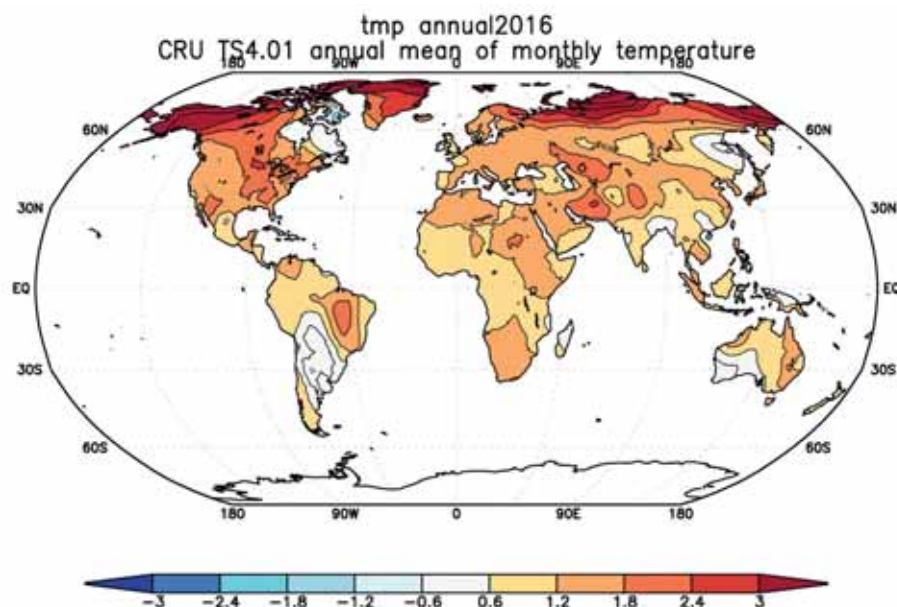 tmp annual2016
CRU TS4.01 annual mean of monthly temperature
180 90W 0 90E 180
60N 60N
30N 30N
EQ EQ
30S 30S
60S 60S
180 90W 0 90E 180
-3 -2.4 -1.8 -1.2 -0.6 0.6 1.2 1.8 2.4 3